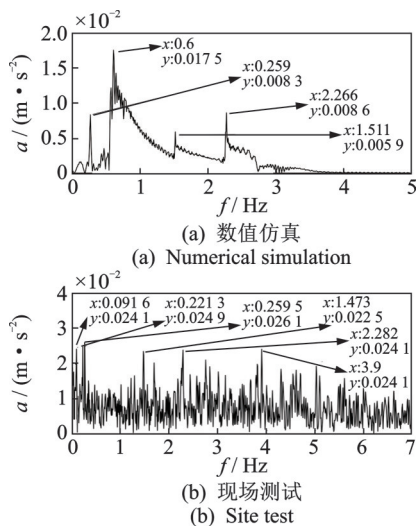 ×10⁻²
2.0
1.5
1.0
0.5
0
a / (m·s⁻²)
x:0.6
y:0.017 5
x:0.259
y:0.008 3
x:2.266
y:0.008 6
x:1.511
y:0.005 9
0 1 2 3 4 5
f / Hz
(a) 数值仿真
(a) Numerical simulation
×10⁻²
4
3
2
1
0
a / (m·s⁻²)
x:0.091 6
y:0.024 1
x:0.221 3
y:0.024 9
x:0.259 5
y:0.026 1
x:1.473
y:0.022 5
x:2.282
y:0.024 1
x:3.9
y:0.024 1
0 1 2 3 4 5 6 7
f / Hz
(b) 现场测试
(b) Site test